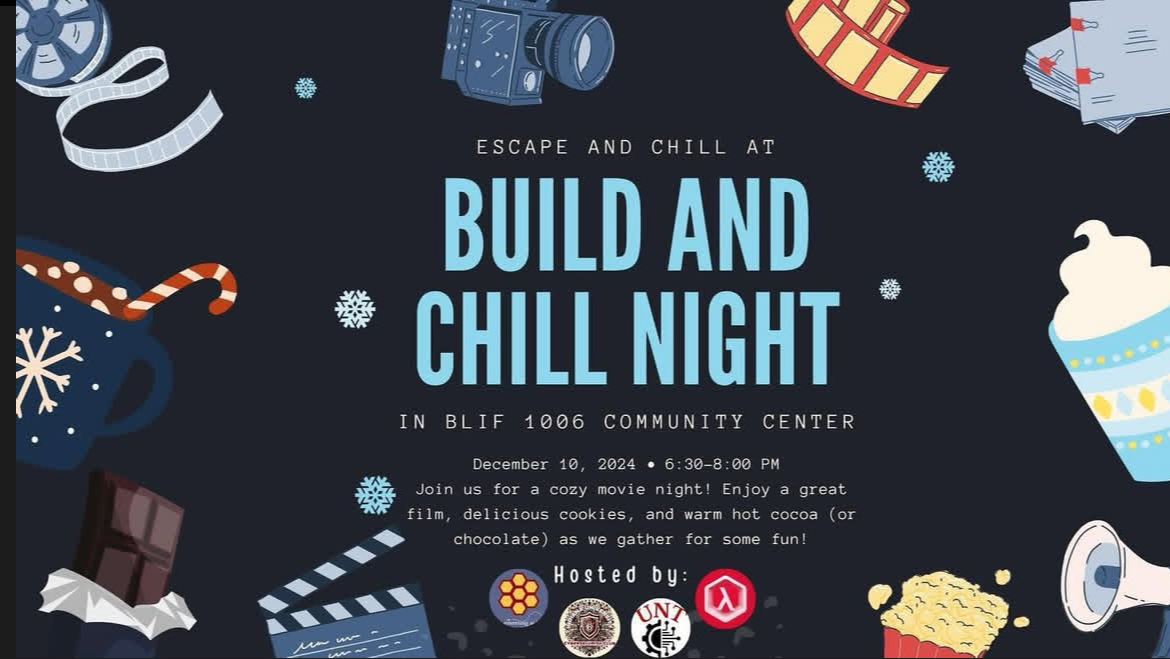 ESCAPE AND CHILL AT
BUILD AND
CHILL NIGHT
IN BLIF 1006 COMMUNITY CENTER
December 10, 2024 • 6:30–8:00 PM
Join us for a cozy movie night! Enjoy a great
film, delicious cookies, and warm hot cocoa (or
chocolate) as we gather for some fun!
Hosted by:
UNT
λ